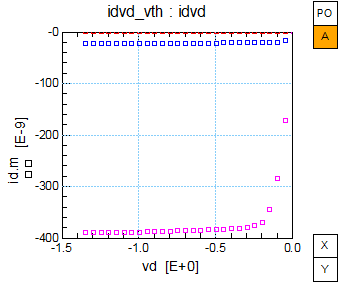 idvd_vth : idvd
PO
A
-0
-100
-200
-300
-400
id.m [E-9]
-1.5
-1.0
-0.5
0.0
vd [E+0]
X
Y